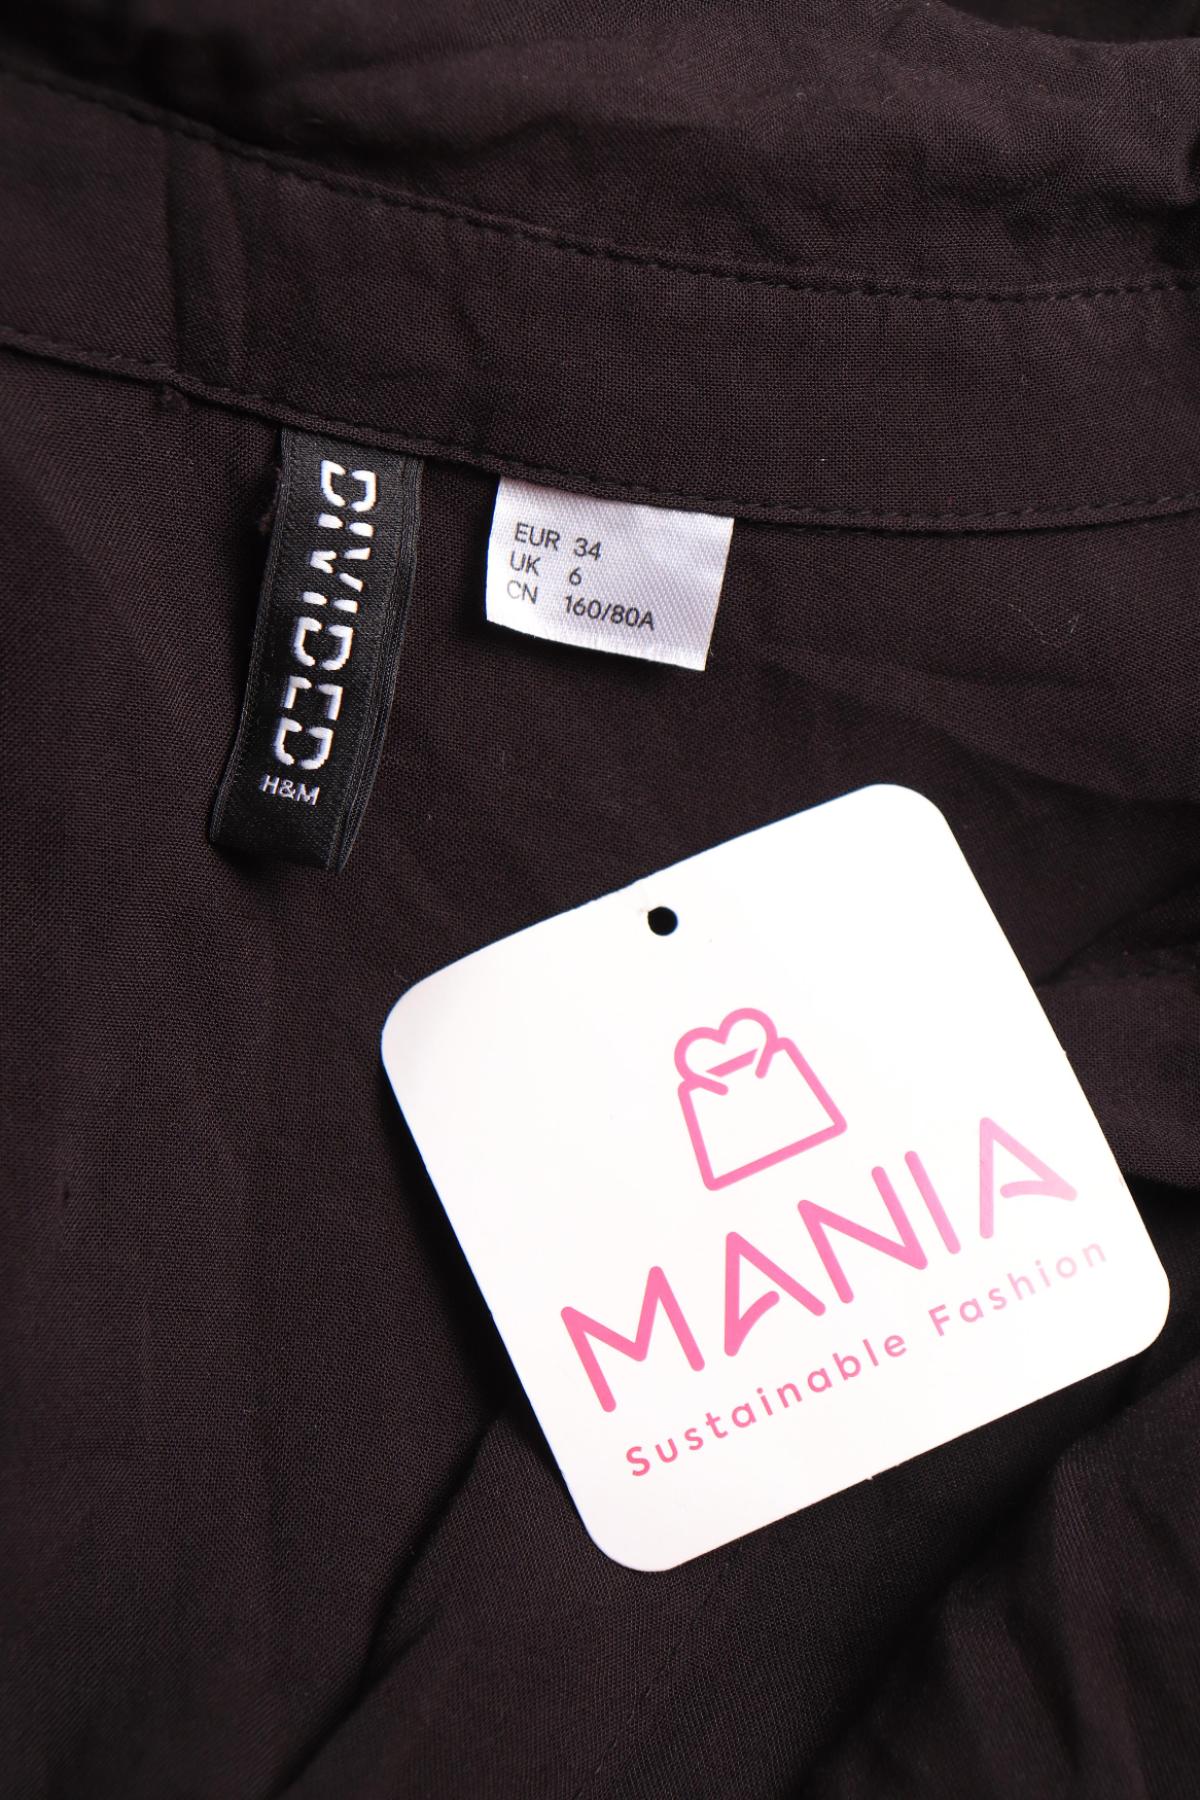 DIVIDED
H&M
EUR 34
UK 6
CN 160/80A
MANIA
Sustainable Fashion